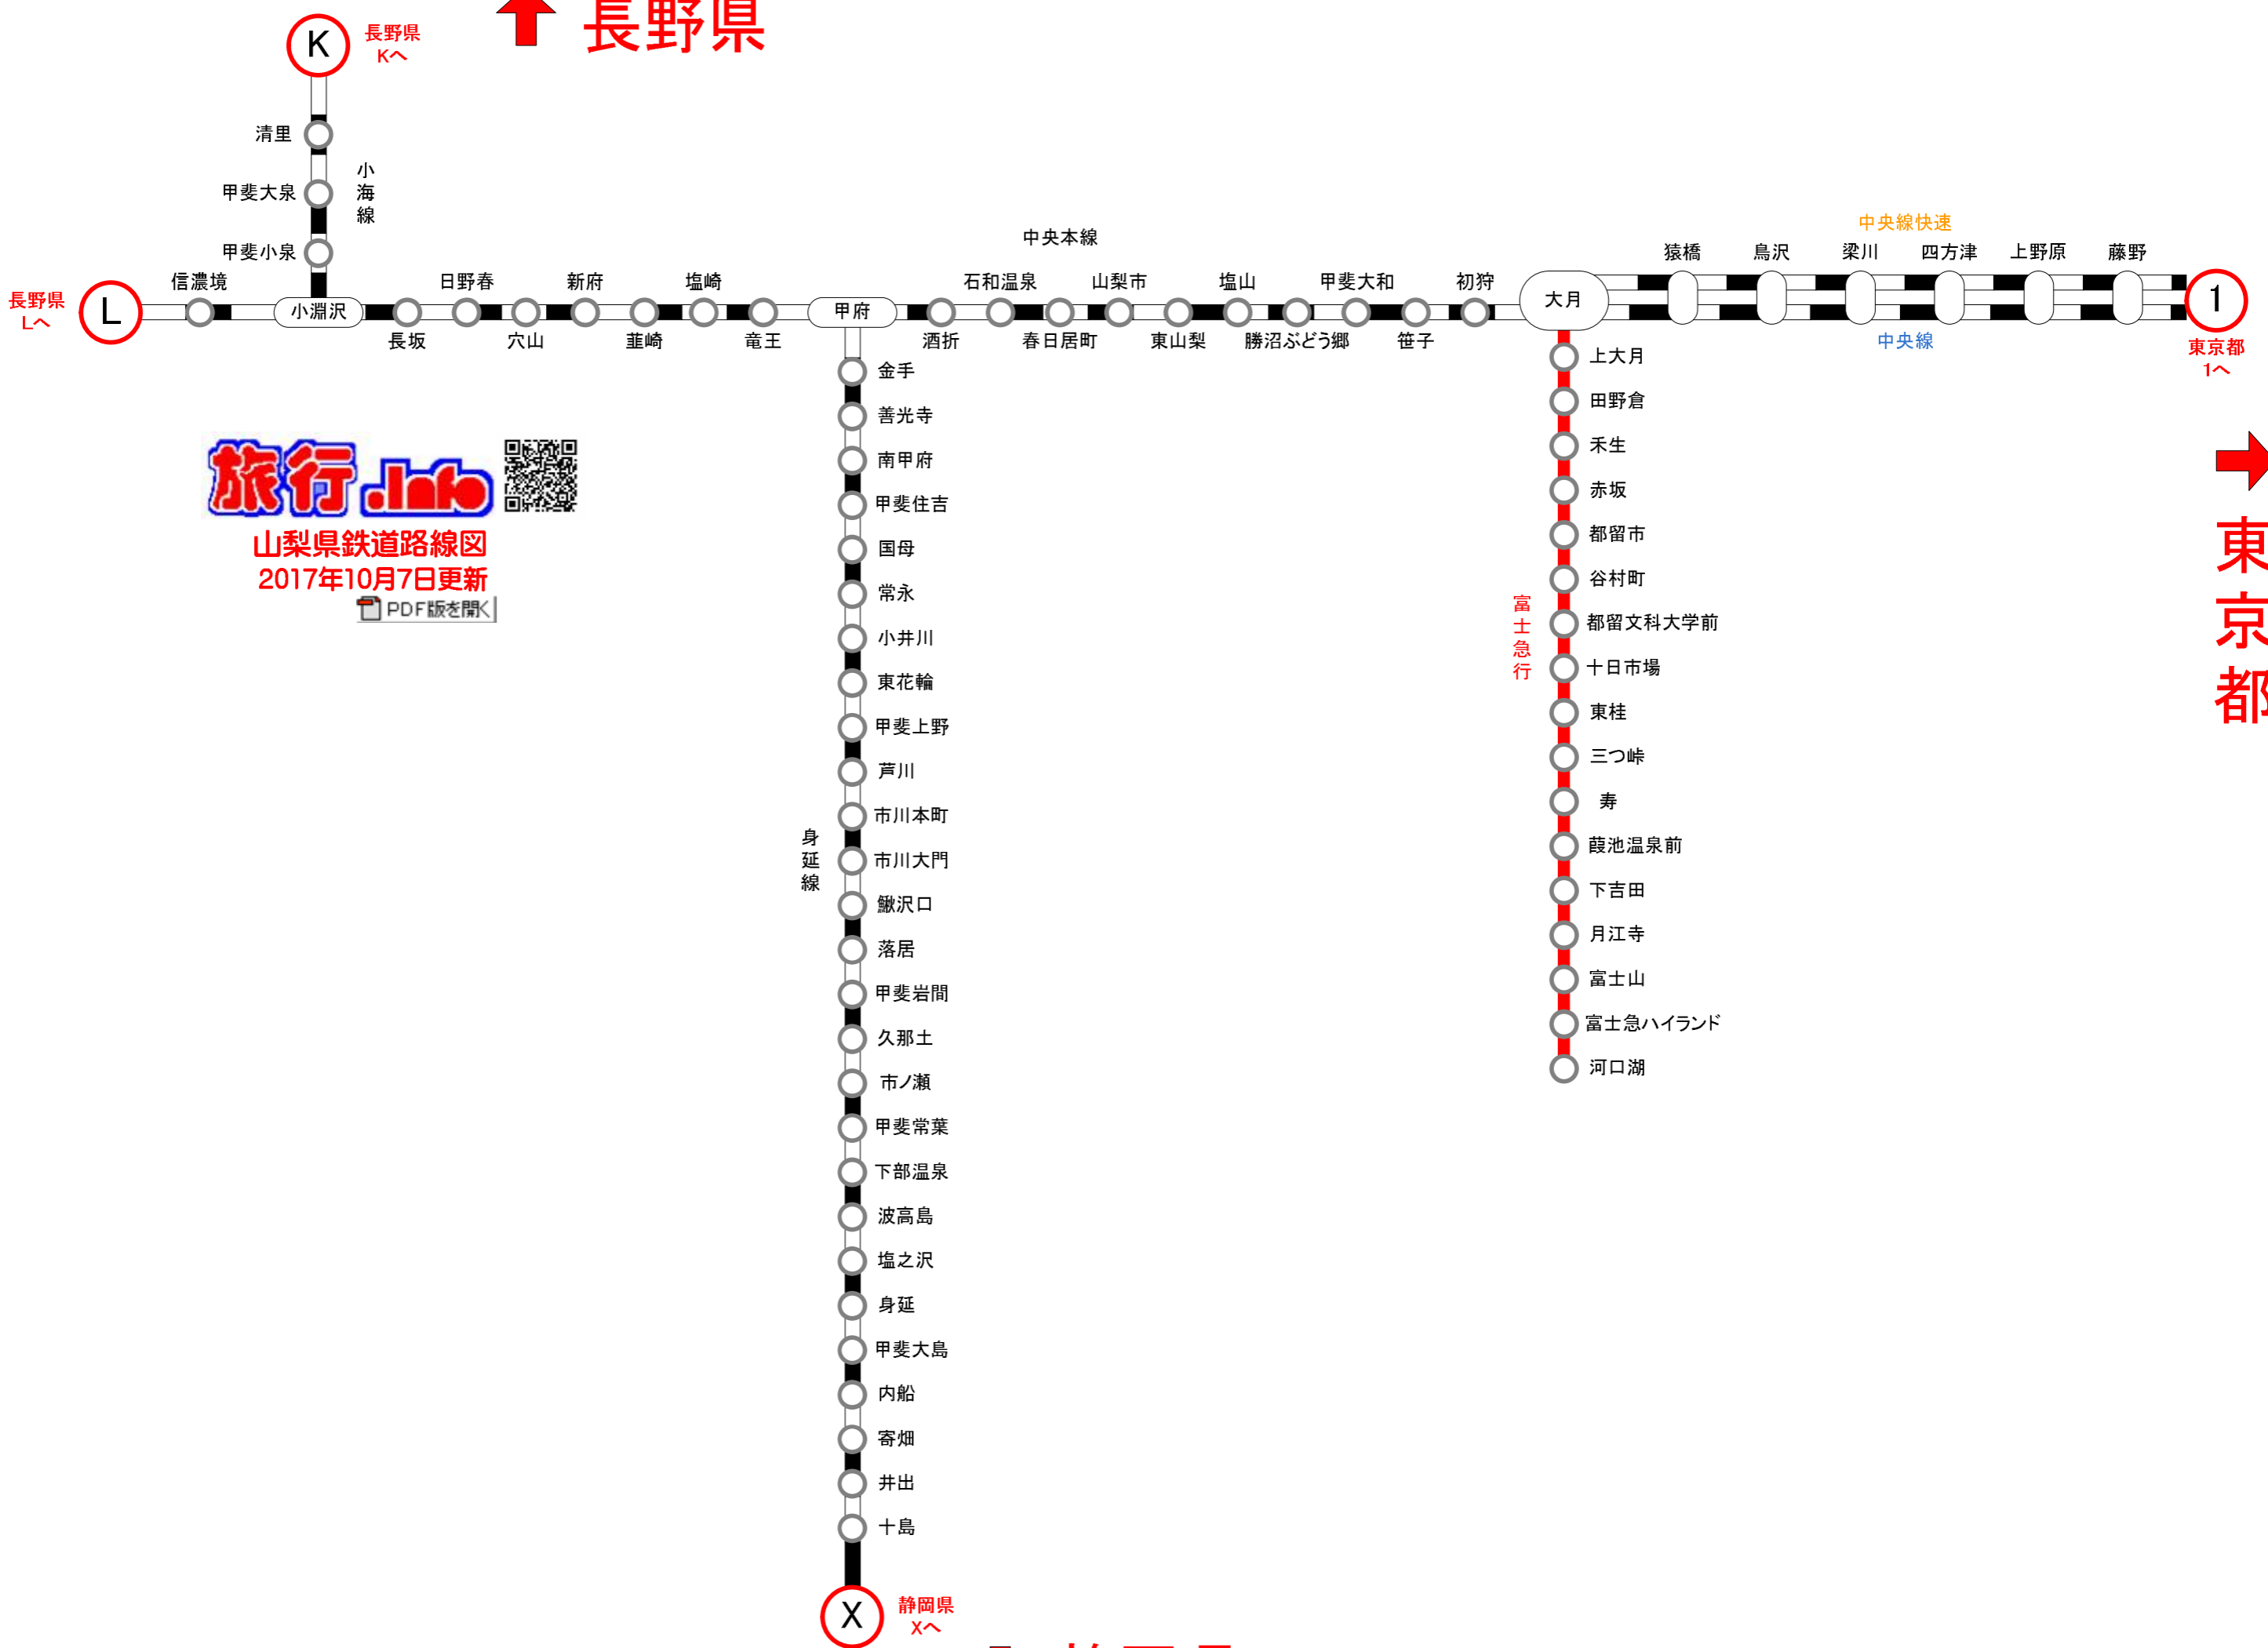 長野県
K
長野県
Kへ
清里
甲斐大泉
甲斐小泉
小海線
長野県
Lへ
L
信濃境
小淵沢
長坂
日野春
穴山
新府
韮崎
塩崎
竜王
甲府
中央本線
酒折
石和温泉
春日居町
山梨市
東山梨
塩山
勝沼ぶどう郷
甲斐大和
笹子
初狩
大月
中央線快速
猿橋
鳥沢
梁川
四方津
上野原
藤野
中央線
1
東京都
1へ
旅行.Info
山梨県鉄道路線図
2017年10月7日更新
PDF版を開く
金手
善光寺
南甲府
甲斐住吉
国母
常永
小井川
東花輪
甲斐上野
芦川
市川本町
市川大門
鰍沢口
落居
甲斐岩間
久那土
市ノ瀬
甲斐常葉
下部温泉
波高島
塩之沢
身延
甲斐大島
内船
寄畑
井出
十島
身延線
X
静岡県
Xへ
上大月
田野倉
禾生
赤坂
都留市
谷村町
都留文科大学前
十日市場
東桂
三つ峠
寿
葭池温泉前
下吉田
月江寺
富士山
富士急ハイランド
河口湖
富士急行
東京都